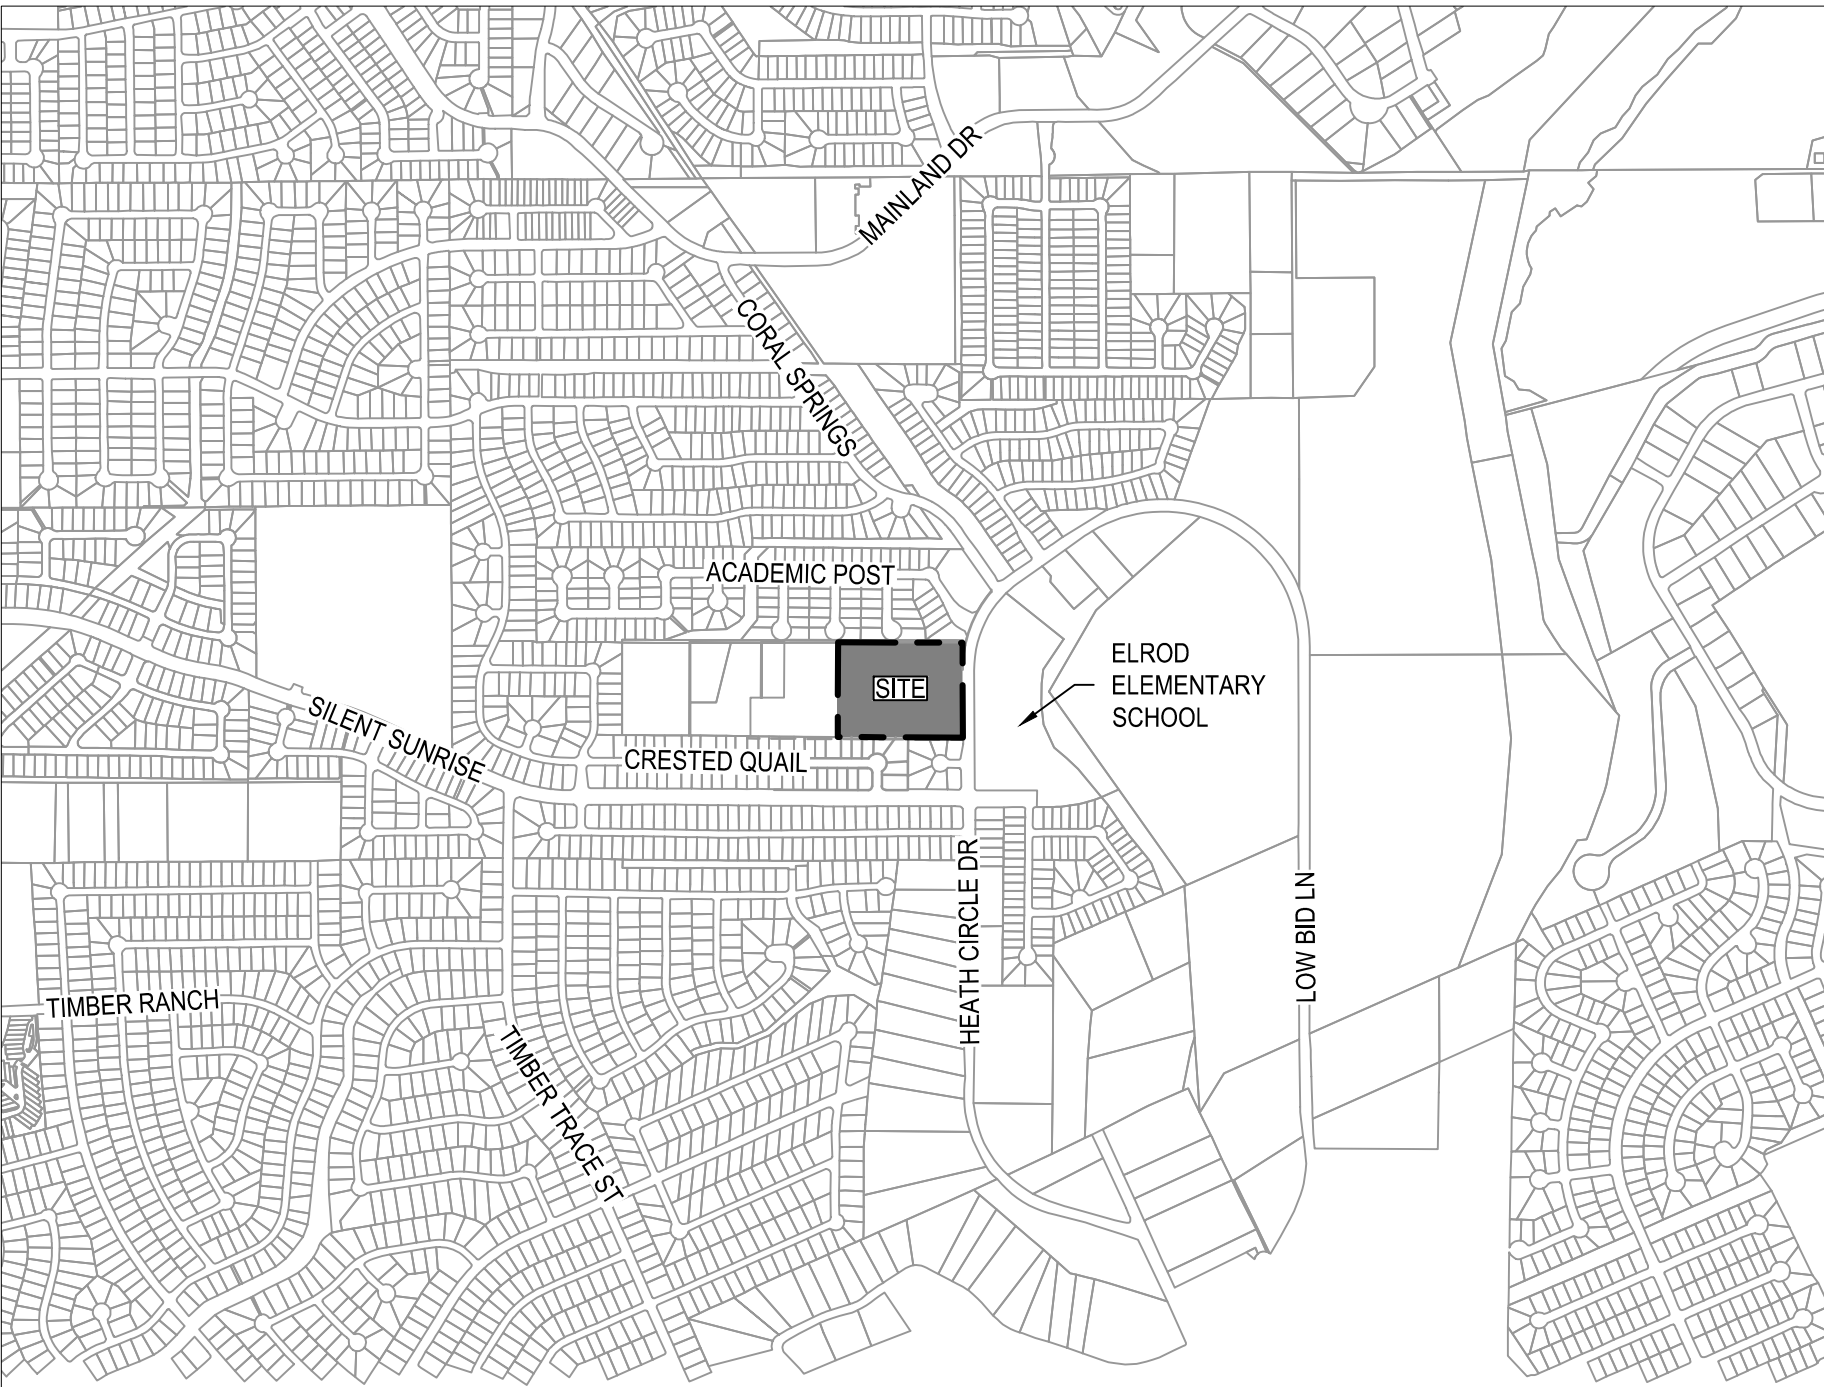 MAINLAND DR
CORAL SPRINGS
ACADEMIC POST
ELROD
ELEMENTARY
SCHOOL
SITE
SILENT SUNRISE
CRESTED QUAIL
HEATH CIRCLE DR
LOW BID LN
TIMBER RANCH
TIMBER TRACE ST